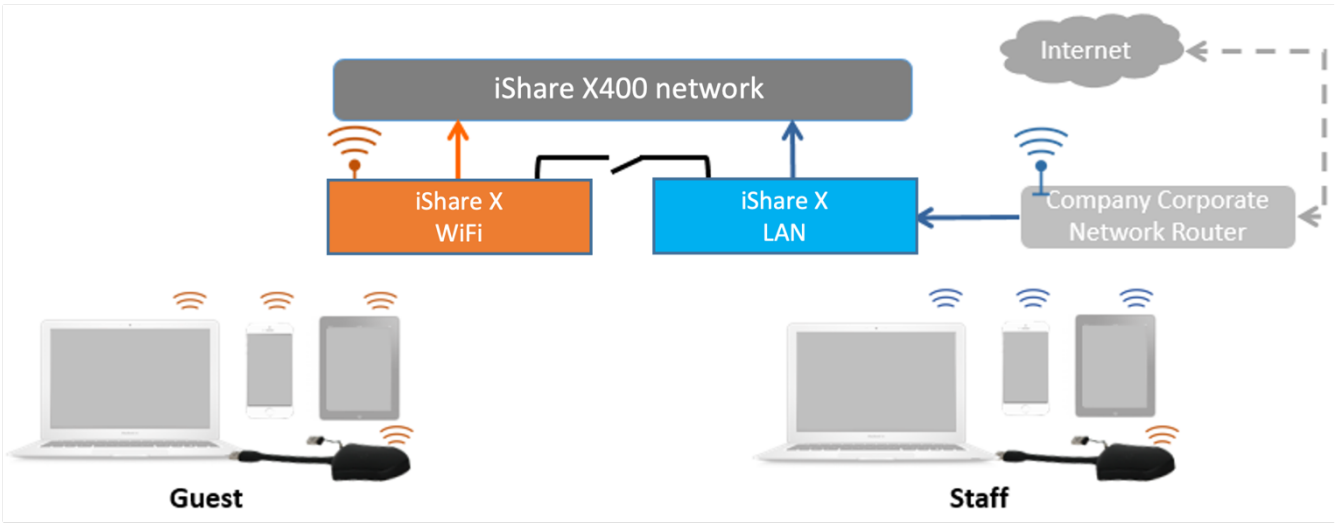 Internet
iShare X400 network
iShare X
WiFi
iShare X
LAN
Company Corporate
Network Router
Guest
Staff